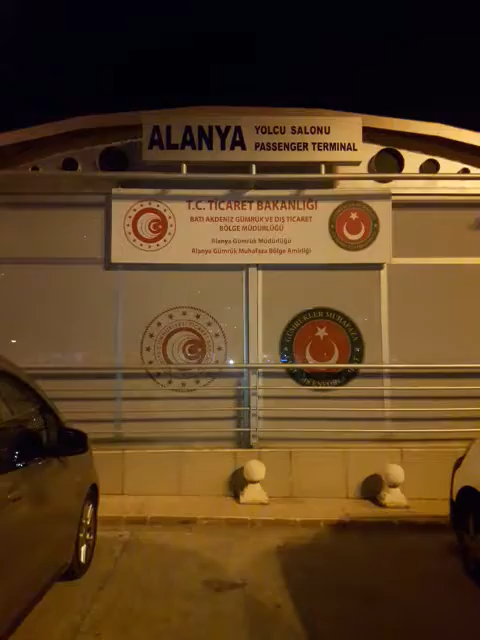 ALANYA
YOLCU SALONU
PASSENGER TERMINAL
T.C. TİCARET BAKANLIĞI
BATI AKDENİZ GÜMRÜK VE DIŞ TİCARET
BÖLGE MÜDÜRLÜĞÜ
Alanya Gümrük Müdürlüğü
Alanya Gümrük Muhafaza Bölge Amirliği
GÜMRÜKLER MUHAFAZA